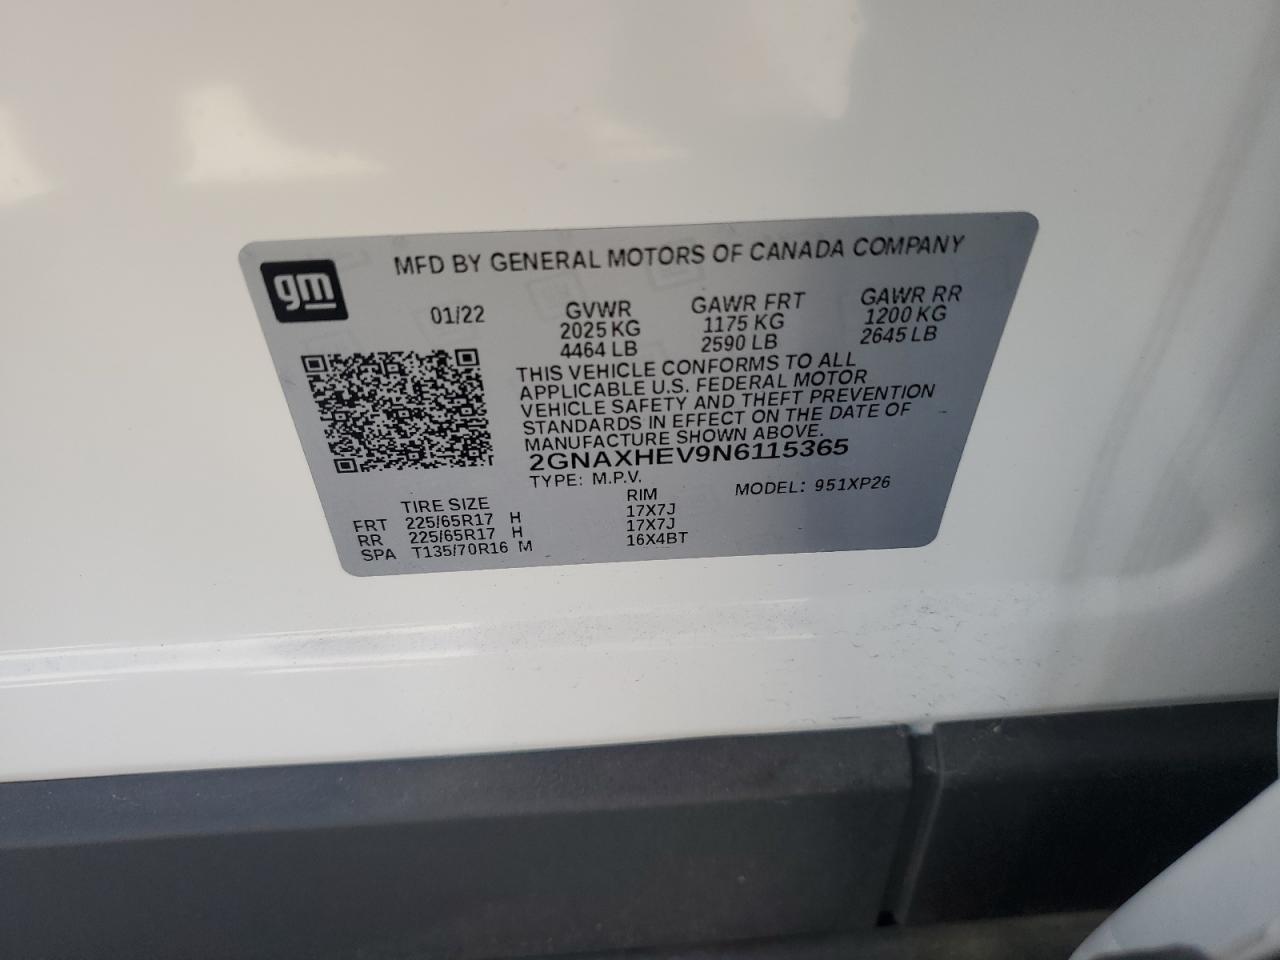 gm
MFD BY GENERAL MOTORS OF CANADA COMPANY
01/22 GVWR GAWR FRT GAWR RR
2025 KG 1175 KG 1200 KG
4464 LB 2590 LB 2645 LB
THIS VEHICLE CONFORMS TO ALL
APPLICABLE U.S. FEDERAL MOTOR
VEHICLE SAFETY AND THEFT PREVENTION
STANDARDS IN EFFECT ON THE DATE OF
MANUFACTURE SHOWN ABOVE.
2GNAXHEV9N6115365
TYPE: M.P.V. MODEL: 951XP26
TIRE SIZE RIM
FRT 225/65R17 H 17X7J
RR 225/65R17 H 17X7J
SPA T135/70R16 M 16X4BT